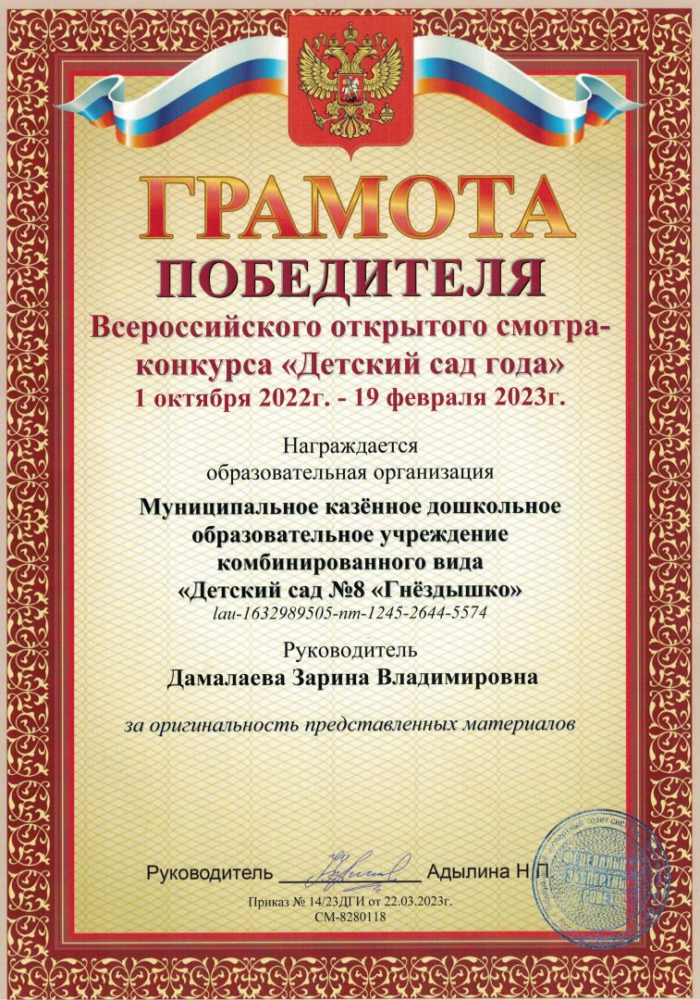 ГРАМОТА
ПОБЕДИТЕЛЯ
Всероссийского открытого смотра-
конкурса «Детский сад года»
1 октября 2022г. - 19 февраля 2023г.
Награждается
образовательная организация
Муниципальное казённое дошкольное
образовательное учреждение
комбинированного вида
«Детский сад №8 «Гнёздышко»
lau-1632989505-nm-1245-2644-5574
Руководитель
Дамалаева Зарина Владимировна
за оригинальность представленных материалов
Руководитель Адылина Н.П.
Приказ № 14/23ДГИ от 22.03.2023г.
СМ-8280118
ЭКСПЕРТНЫЙ
СОВЕТ